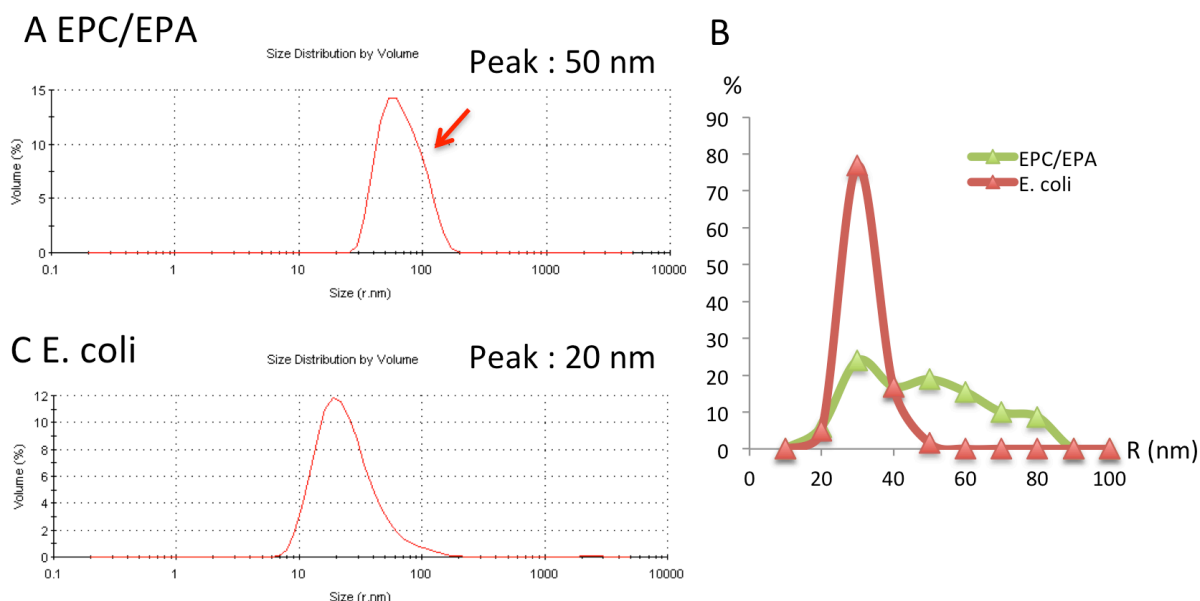 A EPC/EPA
Size Distribution by Volume
Peak : 50 nm
Volume (%)
15
10
5
0
0.1 1 10 100 1000 10000
Size (r.nm)
C E. coli
Size Distribution by Volume
Peak : 20 nm
Volume (%)
12
10
8
6
4
2
0
0.1 1 10 100 1000 10000
Size (r.nm)
B
%
90
80
70
60
50
40
30
20
10
0
EPC/EPA
E. coli
0 20 40 60 80 100
R (nm)